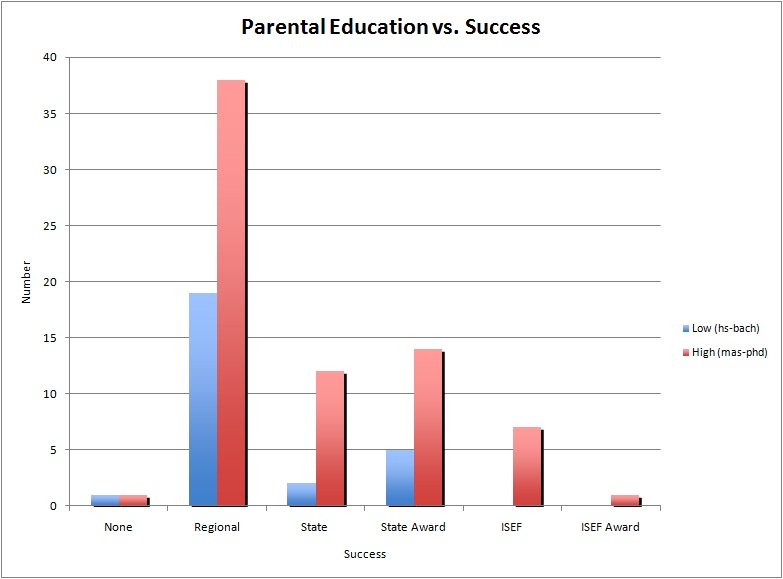 Parental Education vs. Success
40
35
30
25
20
15
10
5
0
Number
None Regional State State Award ISEF ISEF Award
Success
Low (hs-bach)
High (mas-phd)